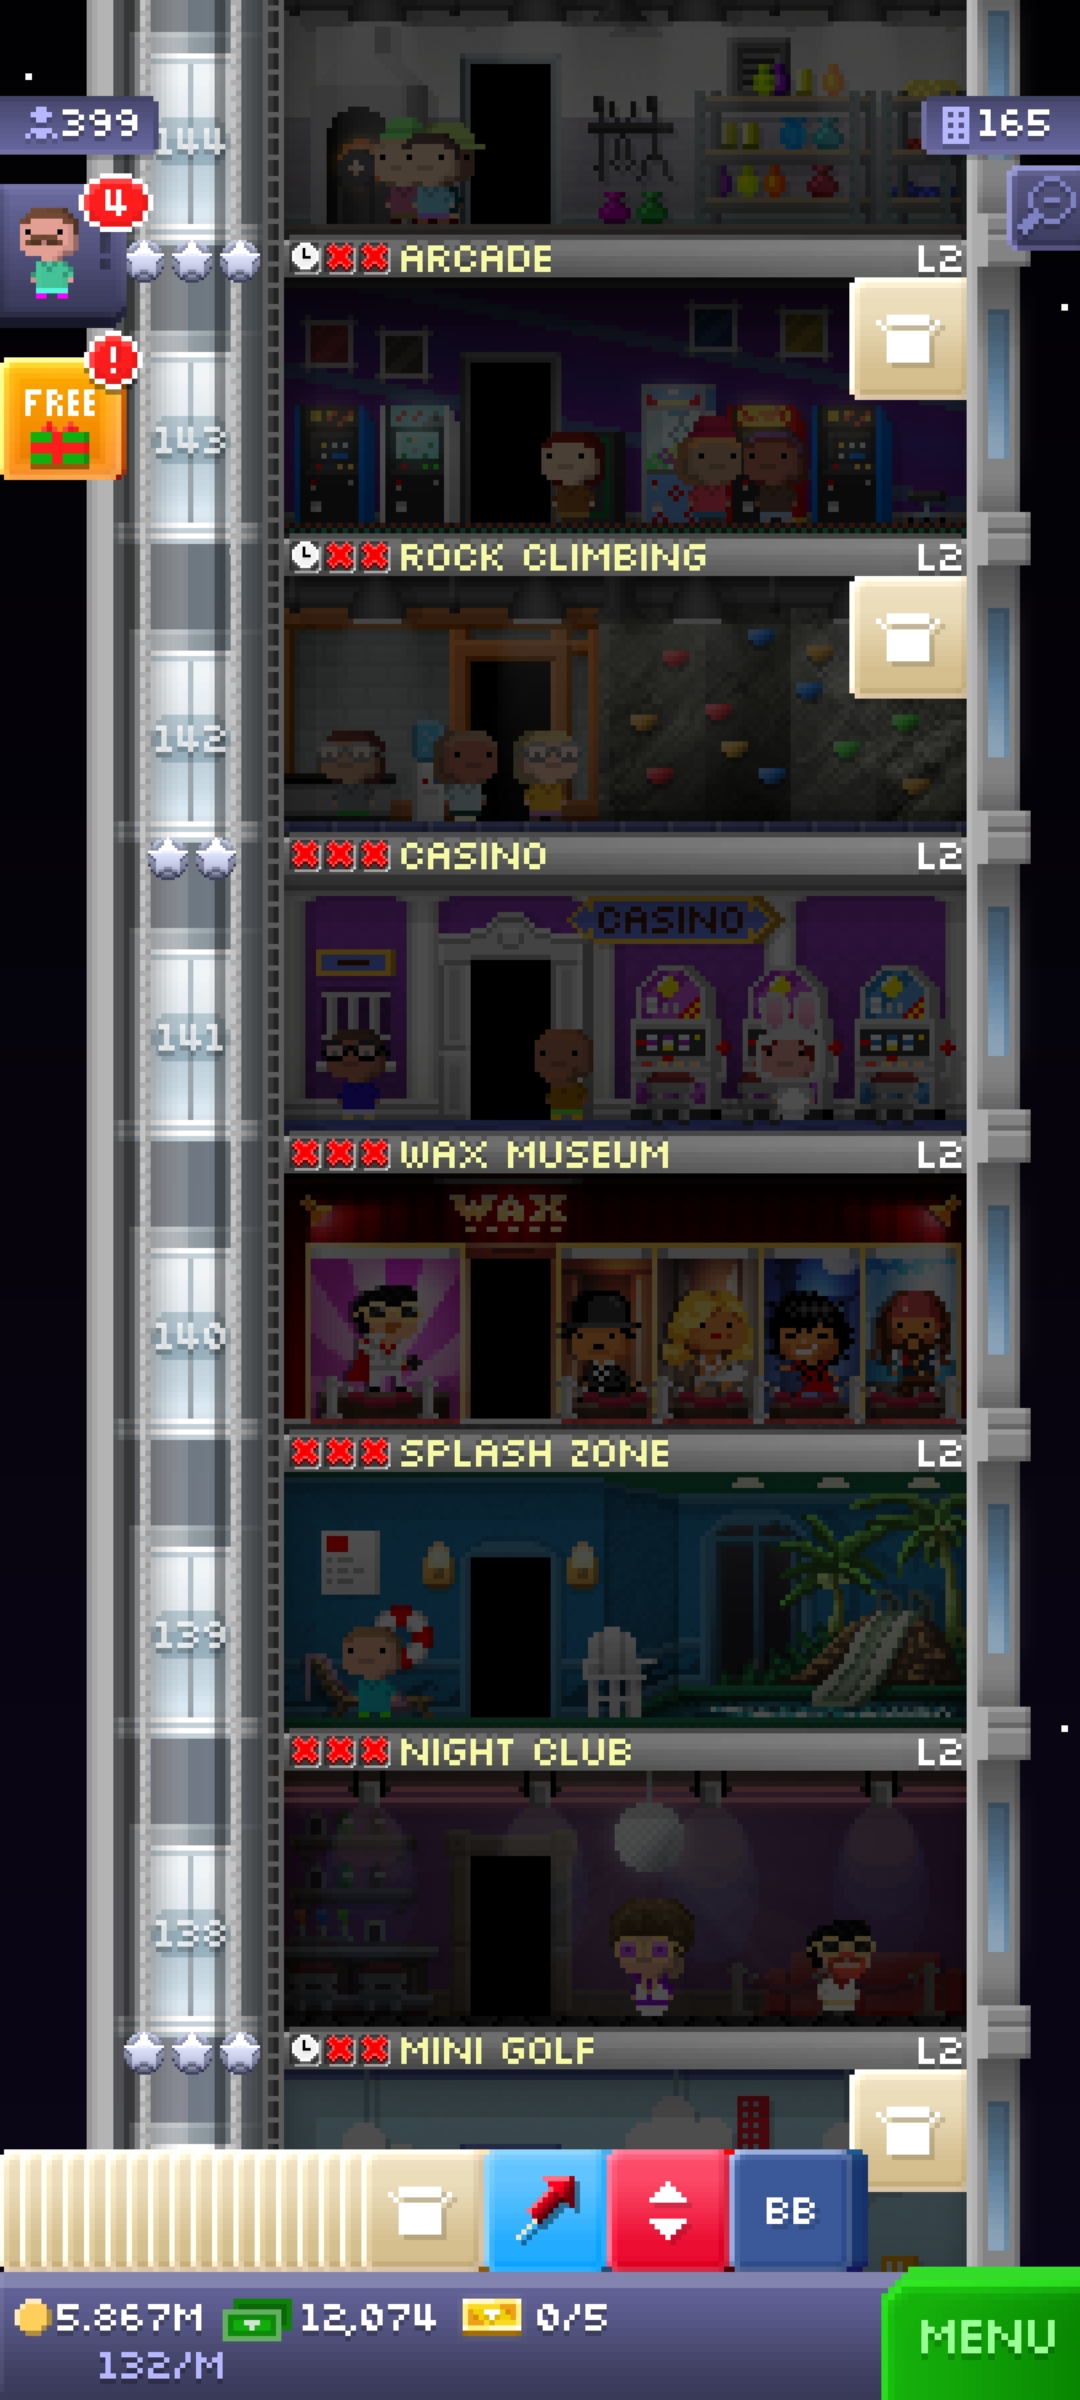 399
144
165
4
ARCADE L2
FREE
!
143
ROCK CLIMBING L2
142
CASINO L2
CASINO
141
WAX MUSEUM L2
WAX
140
SPLASH ZONE L2
139
NIGHT CLUB L2
138
MINI GOLF L2
BB
5.867M 12,074 0/5
132/M
MENU